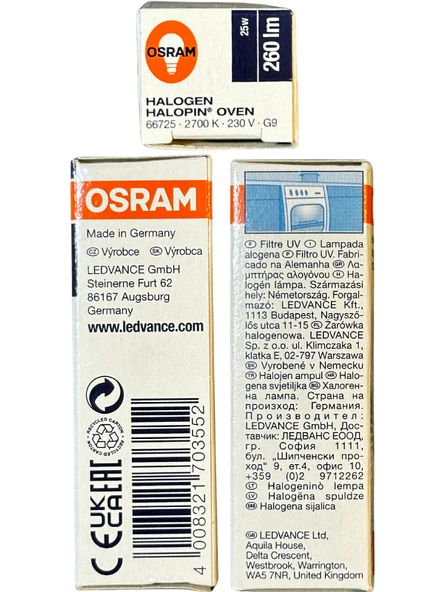 OSRAM
25w
260 lm
HALOGEN
HALOPIN® OVEN
66725 · 2700 K · 230 V · G9
OSRAM
Made in Germany
CZ Výrobce SK Výrobca
LEDVANCE GmbH
Steinerne Furt 62
86167 Augsburg
Germany
www.ledvance.com
RECYCLED CARTON
UK
CA
EAC
CE
4 008321 703552
F Filtre UV I Lampada
alogena P Filtro UV. Fabri-
cado na Alemanha GR Λα-
μπτήρας αλογόνου H Ha-
logén lámpa. Származási
hely: Németország. Forgal-
mazó: LEDVANCE Kft.,
1113 Budapest, Nagysző-
lős utca 11-15 PL Żarówka
halogenowa. LEDVANCE
Sp. z o.o. ul. Klimczaka 1,
klatka E, 02-797 Warszawa
CZ Vyrobené v Nemecku
TR Halojen ampul HR Halo-
gena svjetiljka BG Халоген-
на лампа. Страна на
произход: Германия.
Производител:
LEDVANCE GmbH, Дос-
тавчик: ЛЕДВАНС ЕООД,
гр. София 1111,
бул. „Шипченски про-
ход" 9, ет.4, офис 10,
+359 (0)2 9712262
LT Halogeninė lempa
LV Halogēna spuldze
Halogena sijalica
GB LEDVANCE Ltd,
Aquila House,
Delta Crescent,
Westbrook, Warrington,
WA5 7NR, United Kingdom